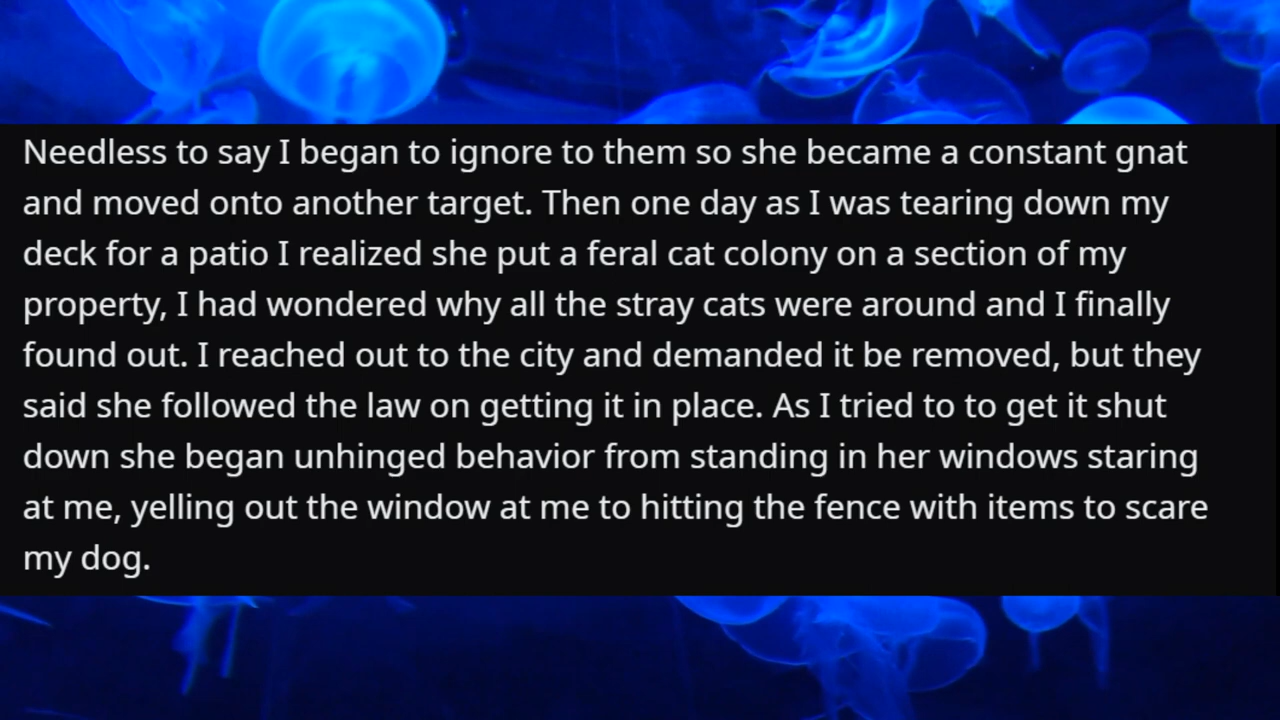 Needless to say I began to ignore to them so she became a constant gnat
and moved onto another target. Then one day as I was tearing down my
deck for a patio I realized she put a feral cat colony on a section of my
property, I had wondered why all the stray cats were around and I finally
found out. I reached out to the city and demanded it be removed, but they
said she followed the law on getting it in place. As I tried to to get it shut
down she began unhinged behavior from standing in her windows staring
at me, yelling out the window at me to hitting the fence with items to scare
my dog.